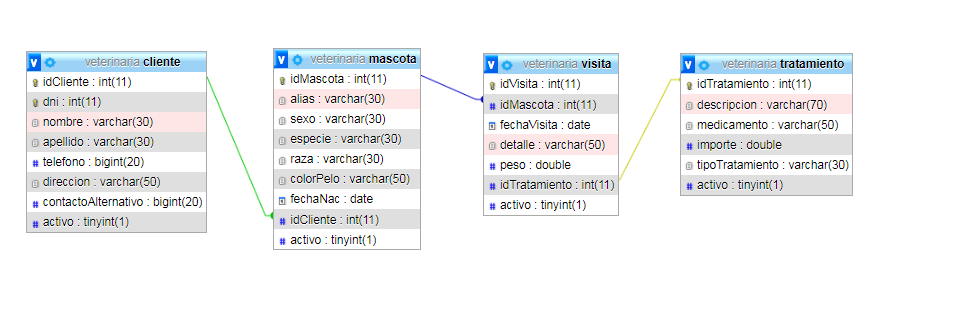 veterinaria cliente
idCliente : int(11)
dni : int(11)
nombre : varchar(30)
apellido : varchar(30)
telefono : bigint(20)
direccion : varchar(50)
contactoAlternativo : bigint(20)
activo : tinyint(1)
veterinaria mascota
idMascota : int(11)
alias : varchar(30)
sexo : varchar(30)
especie : varchar(30)
raza : varchar(30)
colorPelo : varchar(50)
fechaNac : date
idCliente : int(11)
activo : tinyint(1)
veterinaria visita
idVisita : int(11)
idMascota : int(11)
fechaVisita : date
detalle : varchar(50)
peso : double
idTratamiento : int(11)
activo : tinyint(1)
veterinaria tratamiento
idTratamiento : int(11)
descripcion : varchar(70)
medicamento : varchar(50)
importe : double
tipoTratamiento : varchar(30)
activo : tinyint(1)